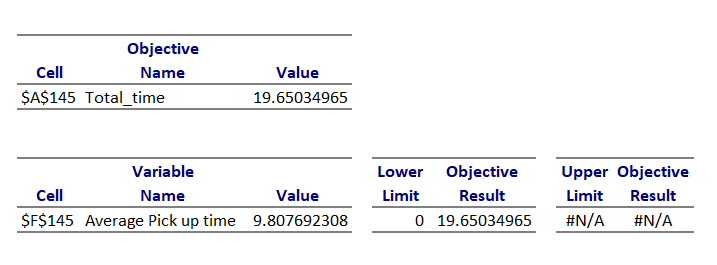 Objective
Cell Name Value
$A$145 Total_time 19.65034965
Variable Lower Objective Upper Objective
Cell Name Value Limit Result Limit Result
$F$145 Average Pick up time 9.807692308 0 19.65034965 #N/A #N/A